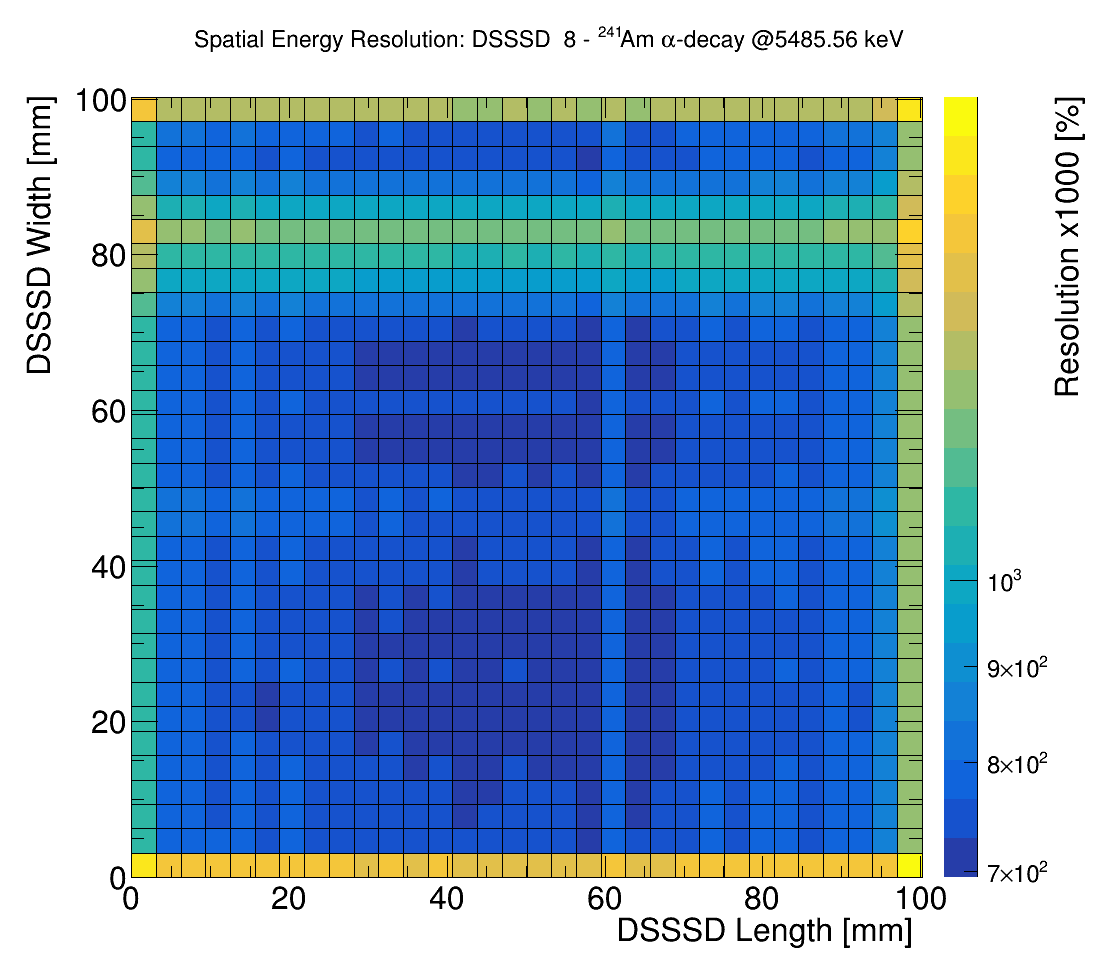 Spatial Energy Resolution: DSSSD 8 - ²⁴¹Am α-decay @5485.56 keV
DSSSD Width [mm]
100
80
60
40
20
0
0 20 40 60 80 100
DSSSD Length [mm]
10³
9×10²
8×10²
7×10²
Resolution x1000 [%]